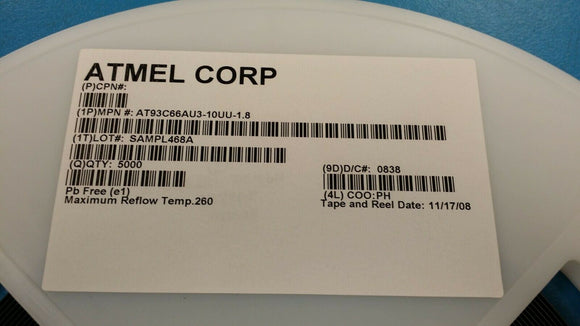 ATMEL CORP
(P)CPN#:
(1P)MPN #: AT93C66AU3-10UU-1.8
(1T)LOT#: SAMPL468A
(Q)QTY: 5000
(9D)D/C#: 0838
Pb Free (e1)
(4L) COO:PH
Maximum Reflow Temp.260
Tape and Reel Date: 11/17/08